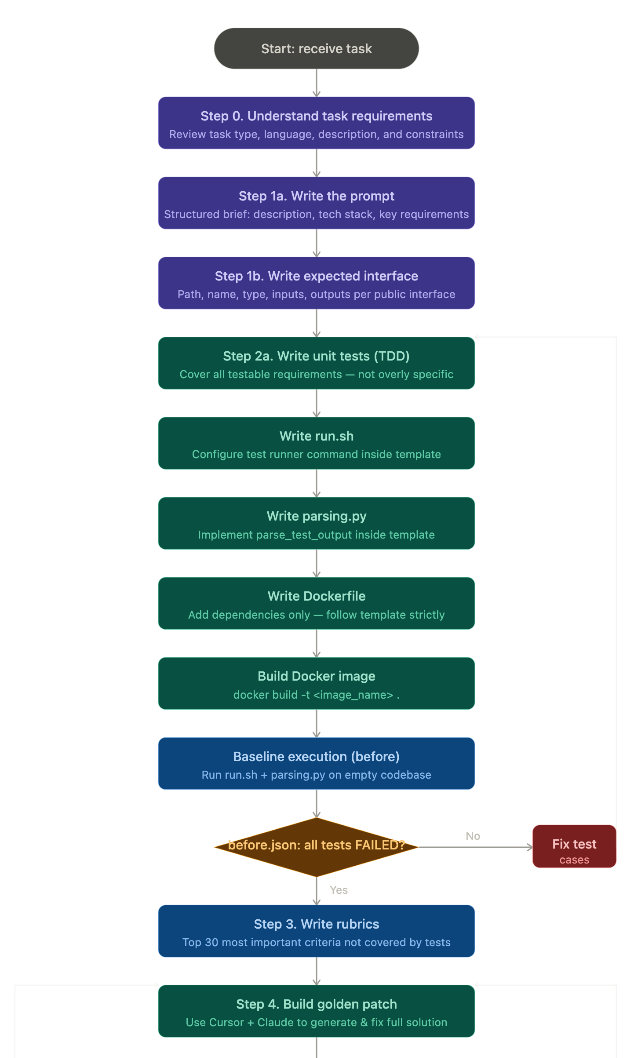 Start: receive task
Step 0. Understand task requirements
Review task type, language, description, and constraints
Step 1a. Write the prompt
Structured brief: description, tech stack, key requirements
Step 1b. Write expected interface
Path, name, type, inputs, outputs per public interface
Step 2a. Write unit tests (TDD)
Cover all testable requirements — not overly specific
Write run.sh
Configure test runner command inside template
Write parsing.py
Implement parse_test_output inside template
Write Dockerfile
Add dependencies only — follow template strictly
Build Docker image
docker build -t <image_name> .
Baseline execution (before)
Run run.sh + parsing.py on empty codebase
before.json: all tests FAILED?
No
Fix test
cases
Yes
Step 3. Write rubrics
Top 30 most important criteria not covered by tests
Step 4. Build golden patch
Use Cursor + Claude to generate & fix full solution